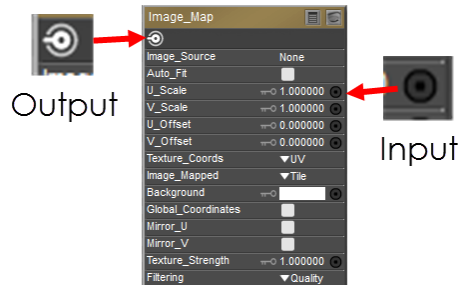 Image_Map
Output
Image_Source None
Auto_Fit
U_Scale 1.000000
V_Scale 1.000000
U_Offset 0.000000
V_Offset 0.000000
Input
Texture_Coords ▼UV
Image_Mapped ▼Tile
Background
Global_Coordinates
Mirror_U
Mirror_V
Texture_Strength 1.000000
Filtering ▼Quality